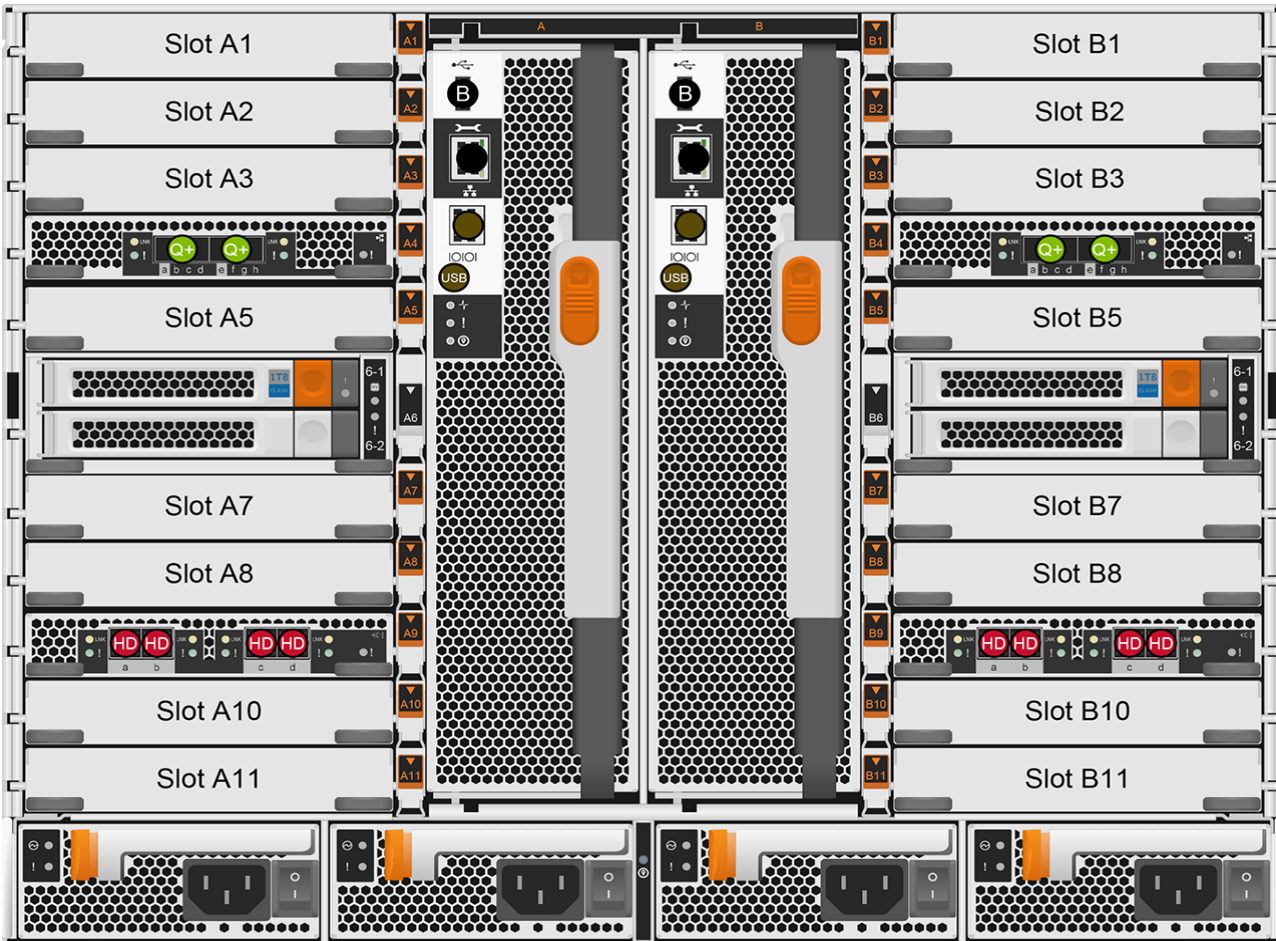 A B
Slot A1
A1
B1
Slot B1
B B
Slot A2
A2
B2
Slot B2
Slot A3
A3
B3
Slot B3
LNK Q+ Q+ LNK
! ! !
a b c d e f g h
A4
B4
LNK Q+ Q+ LNK
! ! !
a b c d e f g h
IOIOI IOIOI
USB USB
! !
Slot A5
A5
B5
Slot B5
1TB
FLASH
!
6-1
!
6-2
A6
B6
1TB
FLASH
!
6-1
!
6-2
Slot A7
A7
B7
Slot B7
Slot A8
A8
B8
Slot B8
LNK HD HD LNK LNK HD HD LNK
! ! ! ! !
a b c d
A9
B9
LNK HD HD LNK LNK HD HD LNK
! ! ! ! !
a b c d
Slot A10
A10
B10
Slot B10
Slot A11
A11
B11
Slot B11
! ! ! !